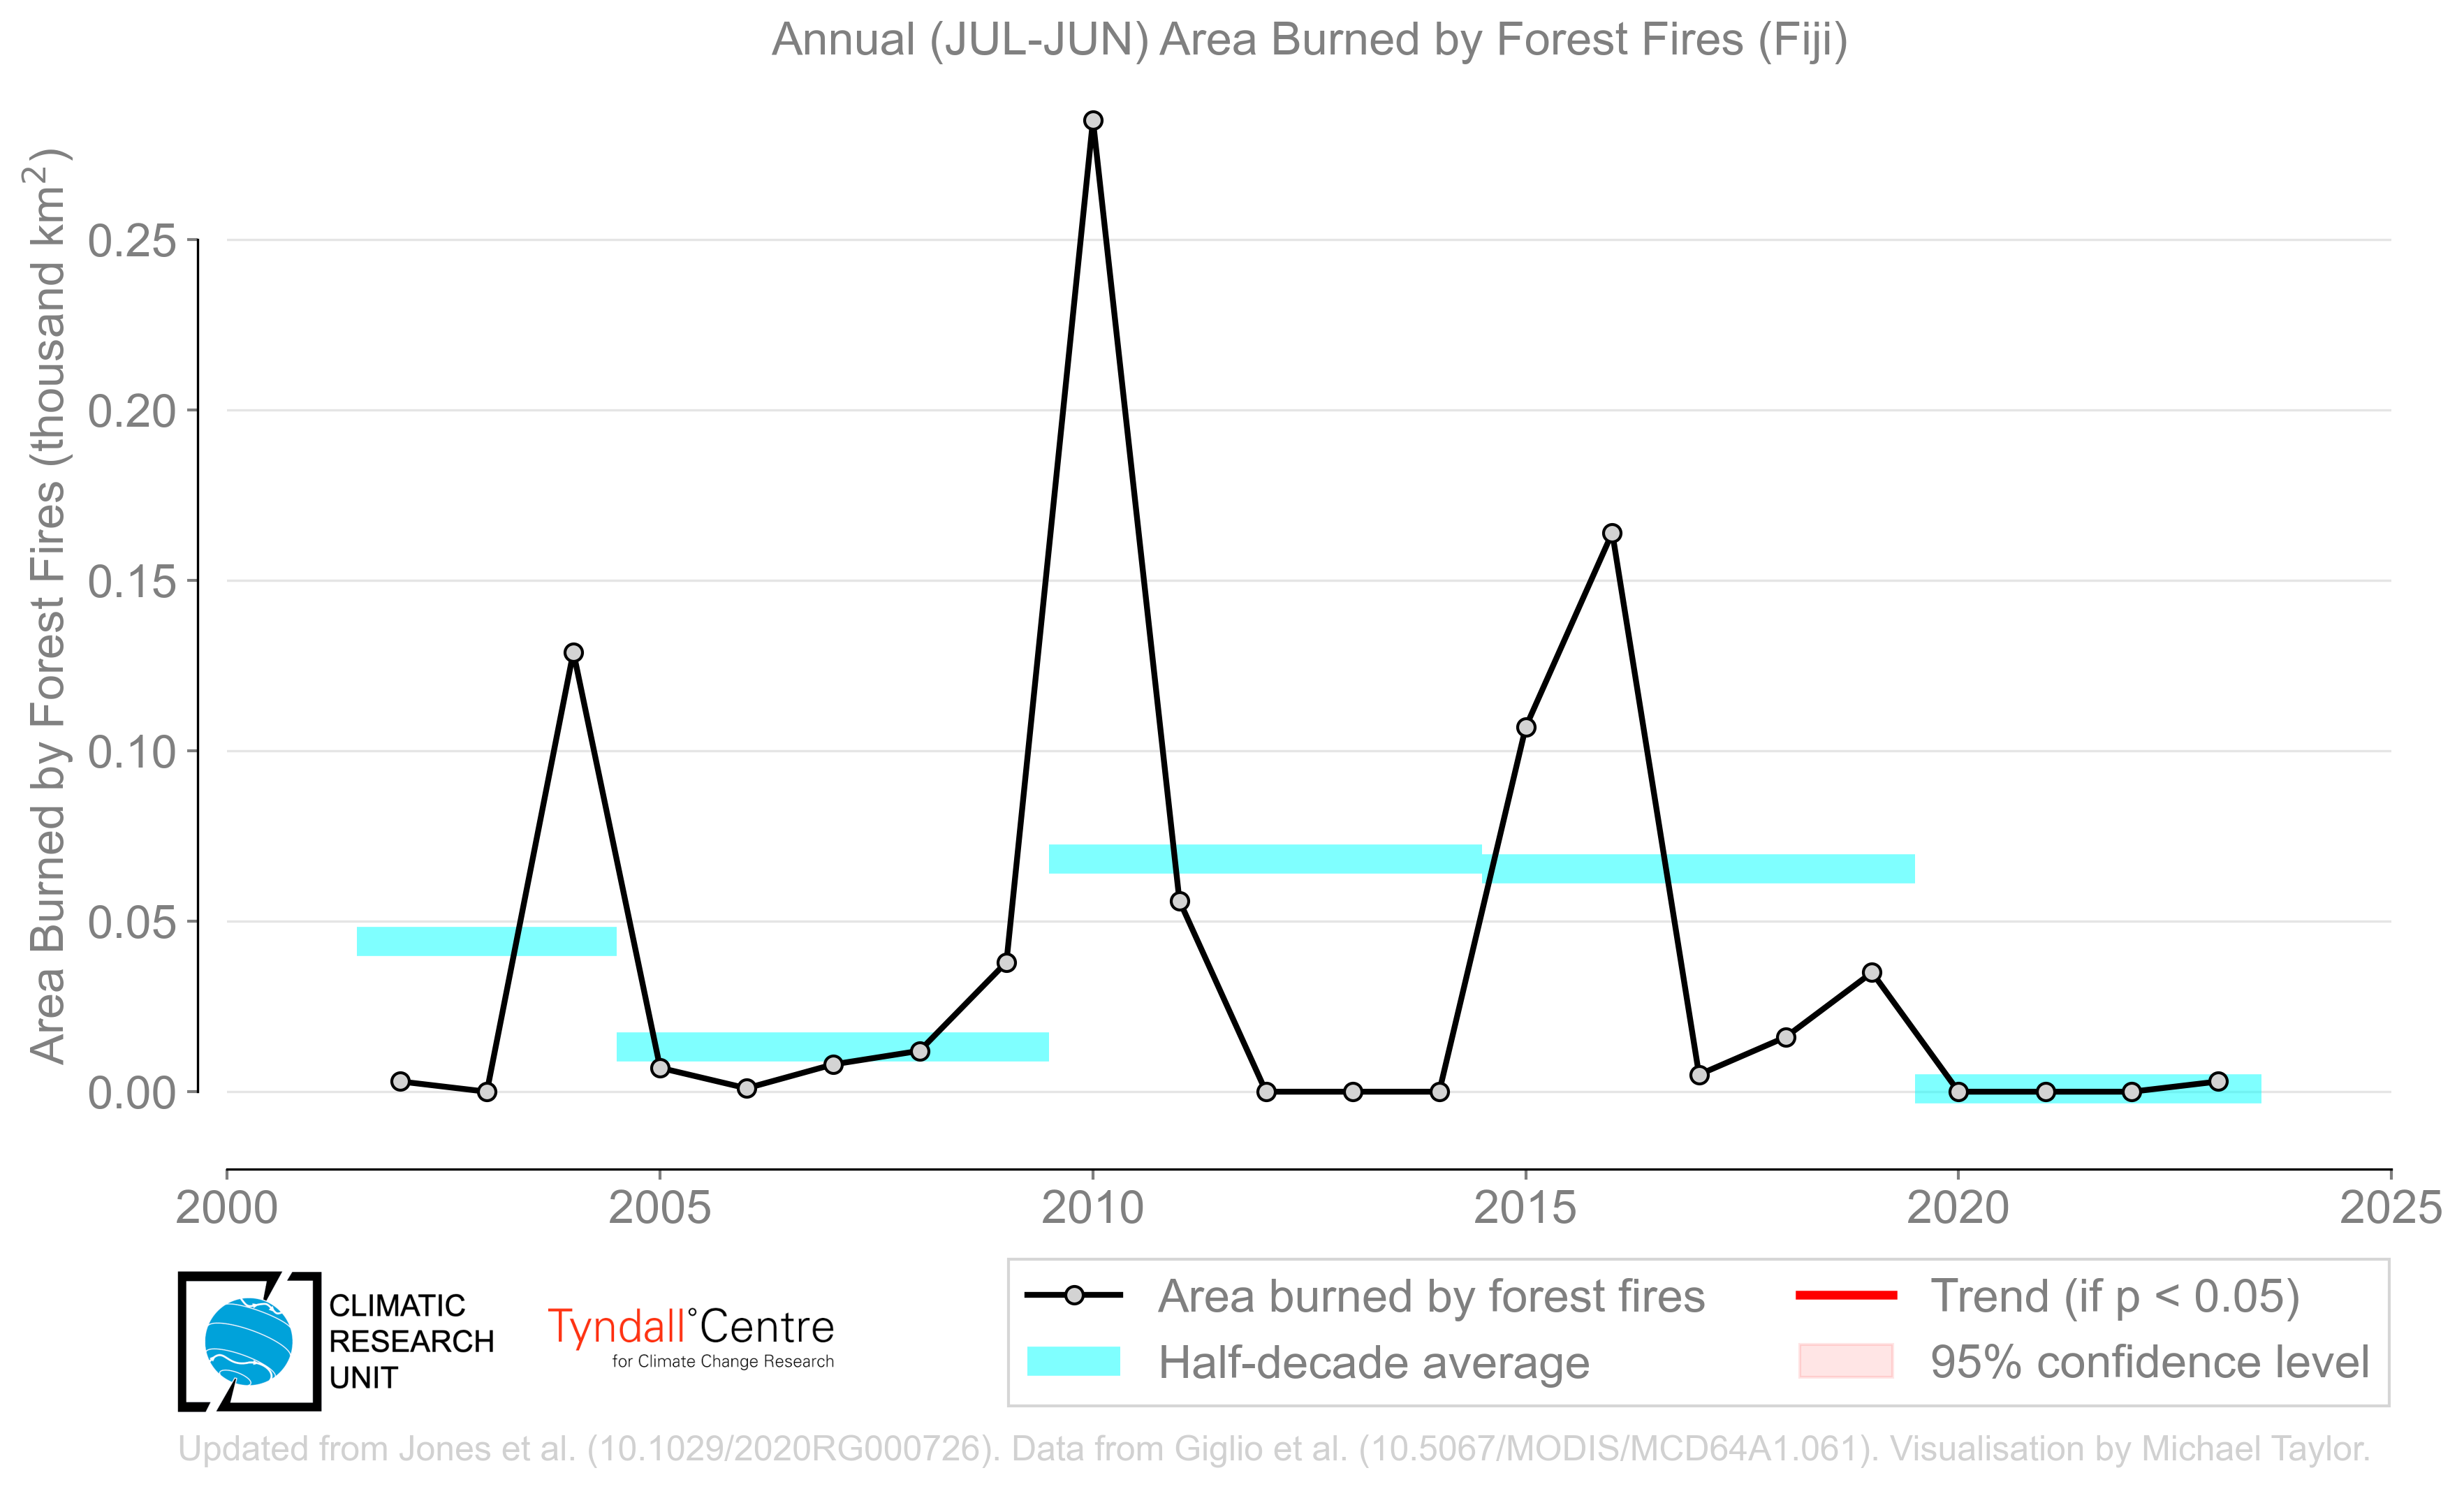 Annual (JUL-JUN) Area Burned by Forest Fires (Fiji)
Area Burned by Forest Fires (thousand km²)
0.25
0.20
0.15
0.10
0.05
0.00
2000 2005 2010 2015 2020 2025
CLIMATIC
RESEARCH
UNIT
Tyndall°Centre
for Climate Change Research
Area burned by forest fires
Half-decade average
Trend (if p < 0.05)
95% confidence level
Updated from Jones et al. (10.1029/2020RG000726). Data from Giglio et al. (10.5067/MODIS/MCD64A1.061). Visualisation by Michael Taylor.